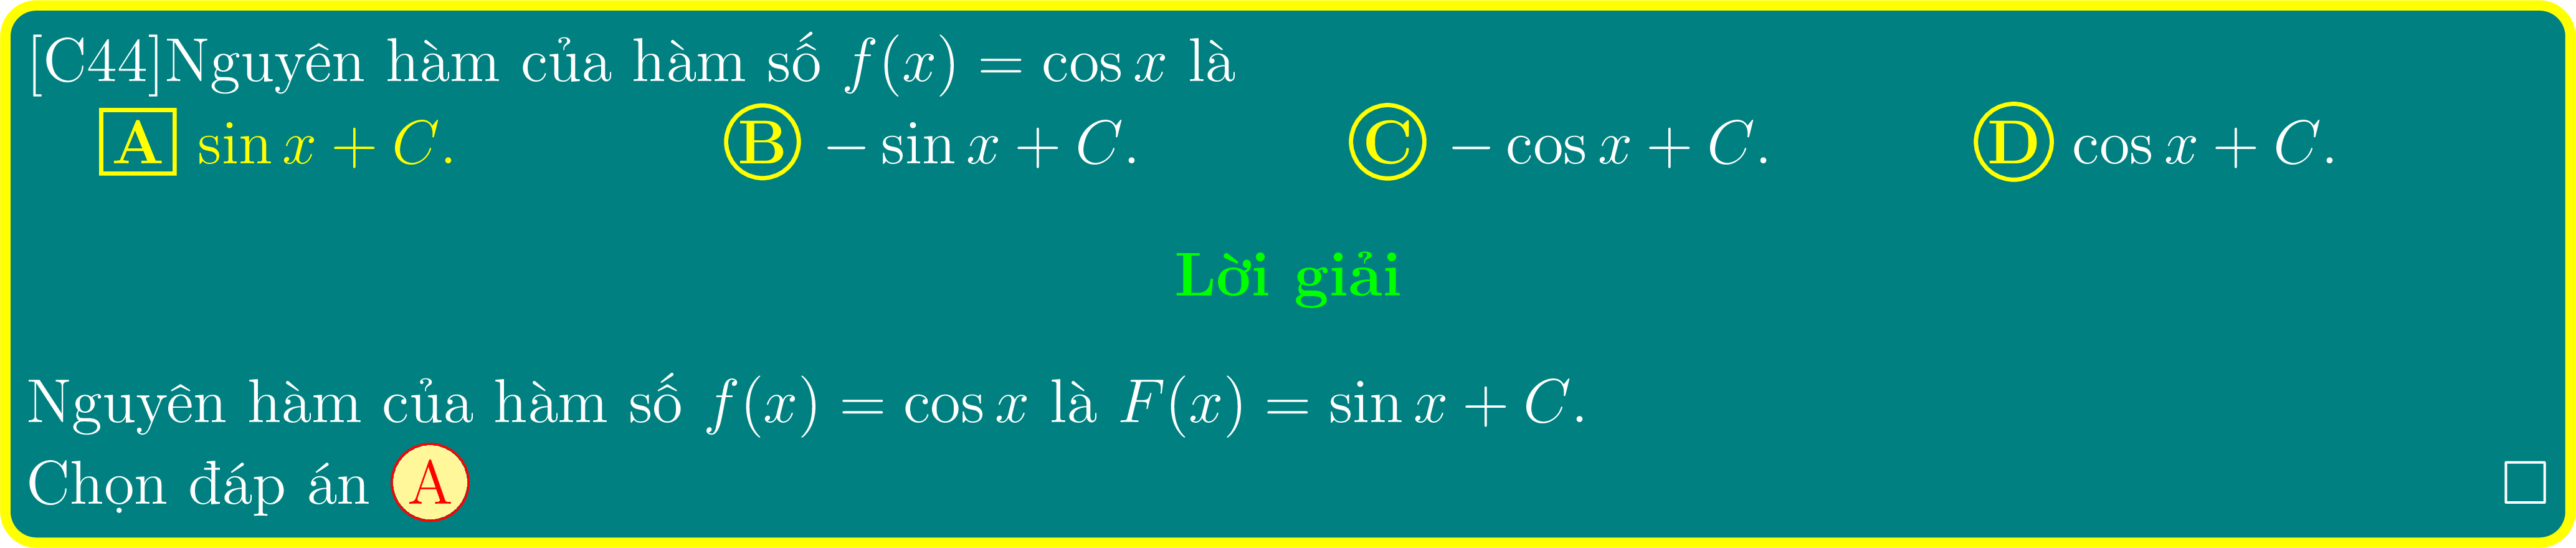 [C44]Nguyên hàm của hàm số f(x) = cos x là
A sin x + C. B − sin x + C. C − cos x + C. D cos x + C.
Lời giải
Nguyên hàm của hàm số f(x) = cos x là F(x) = sin x + C.
Chọn đáp án A □